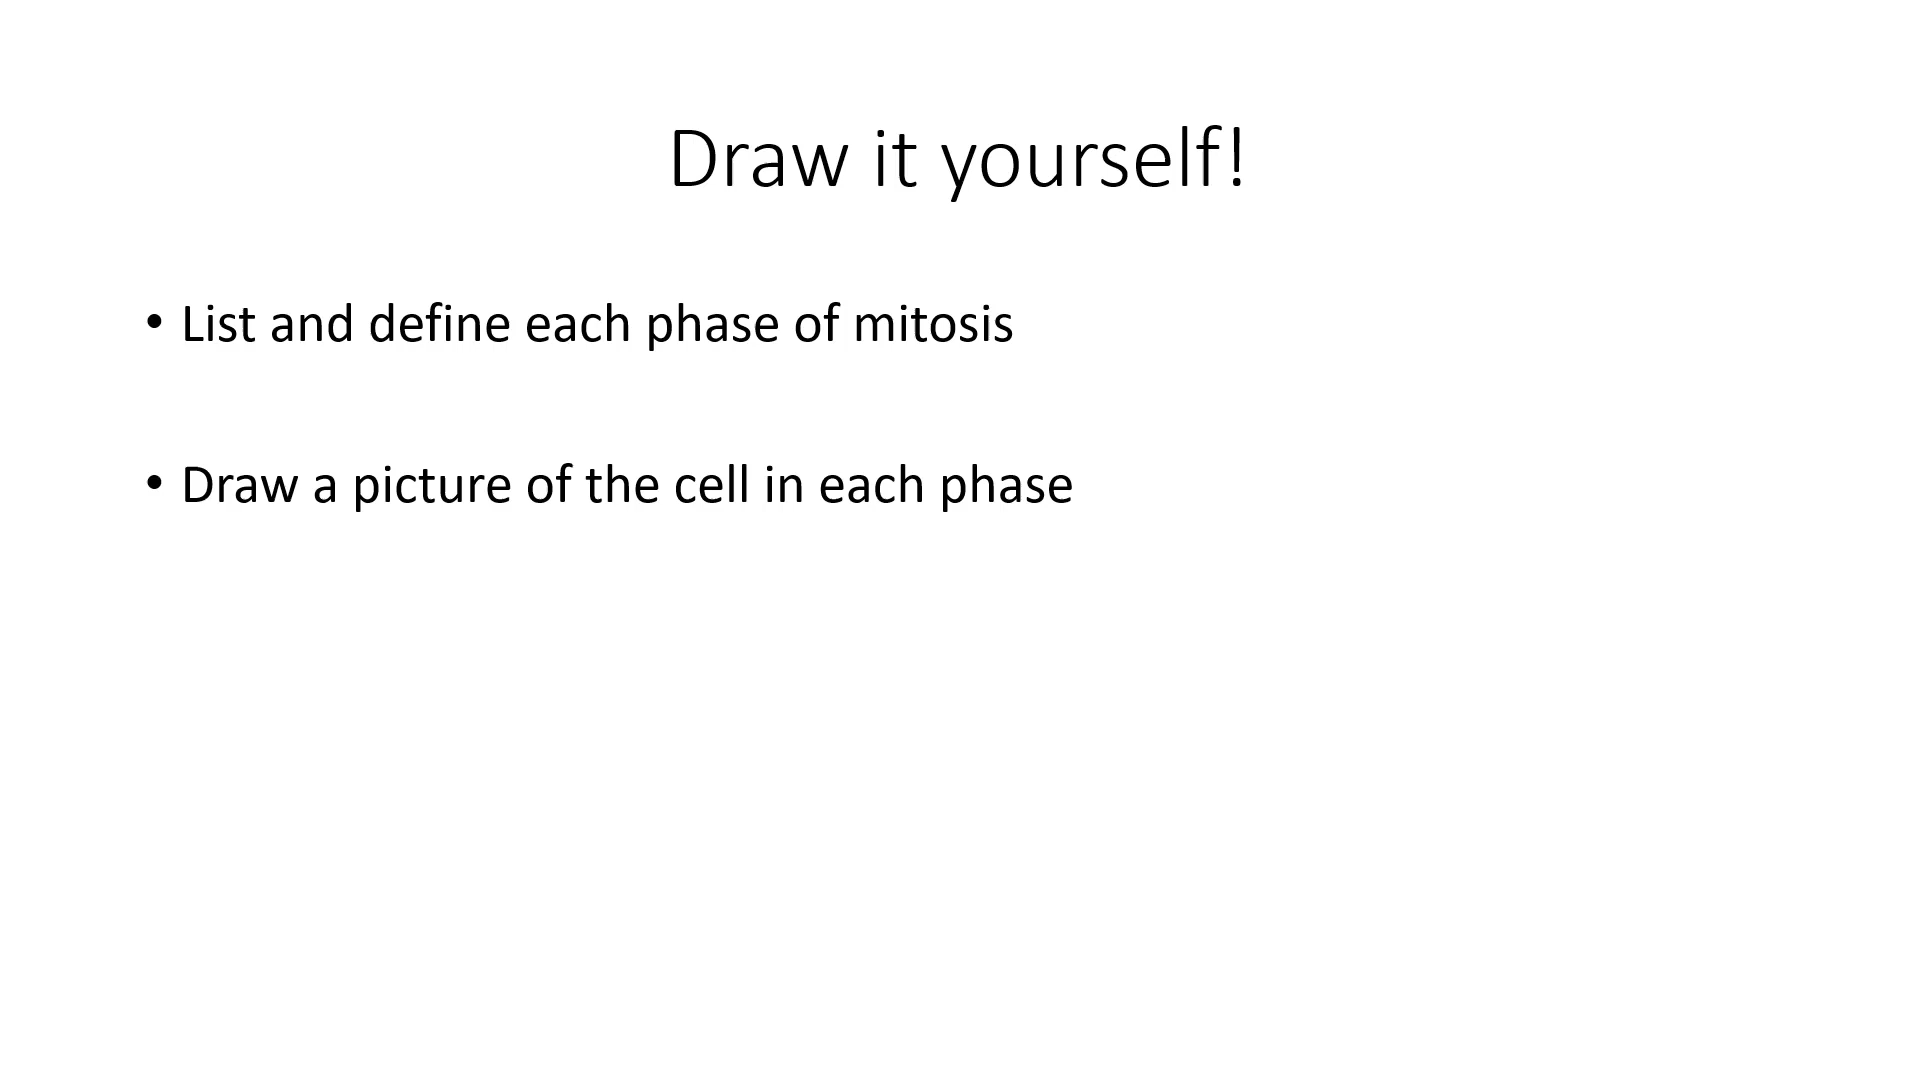 Draw it yourself!
• List and define each phase of mitosis
• Draw a picture of the cell in each phase